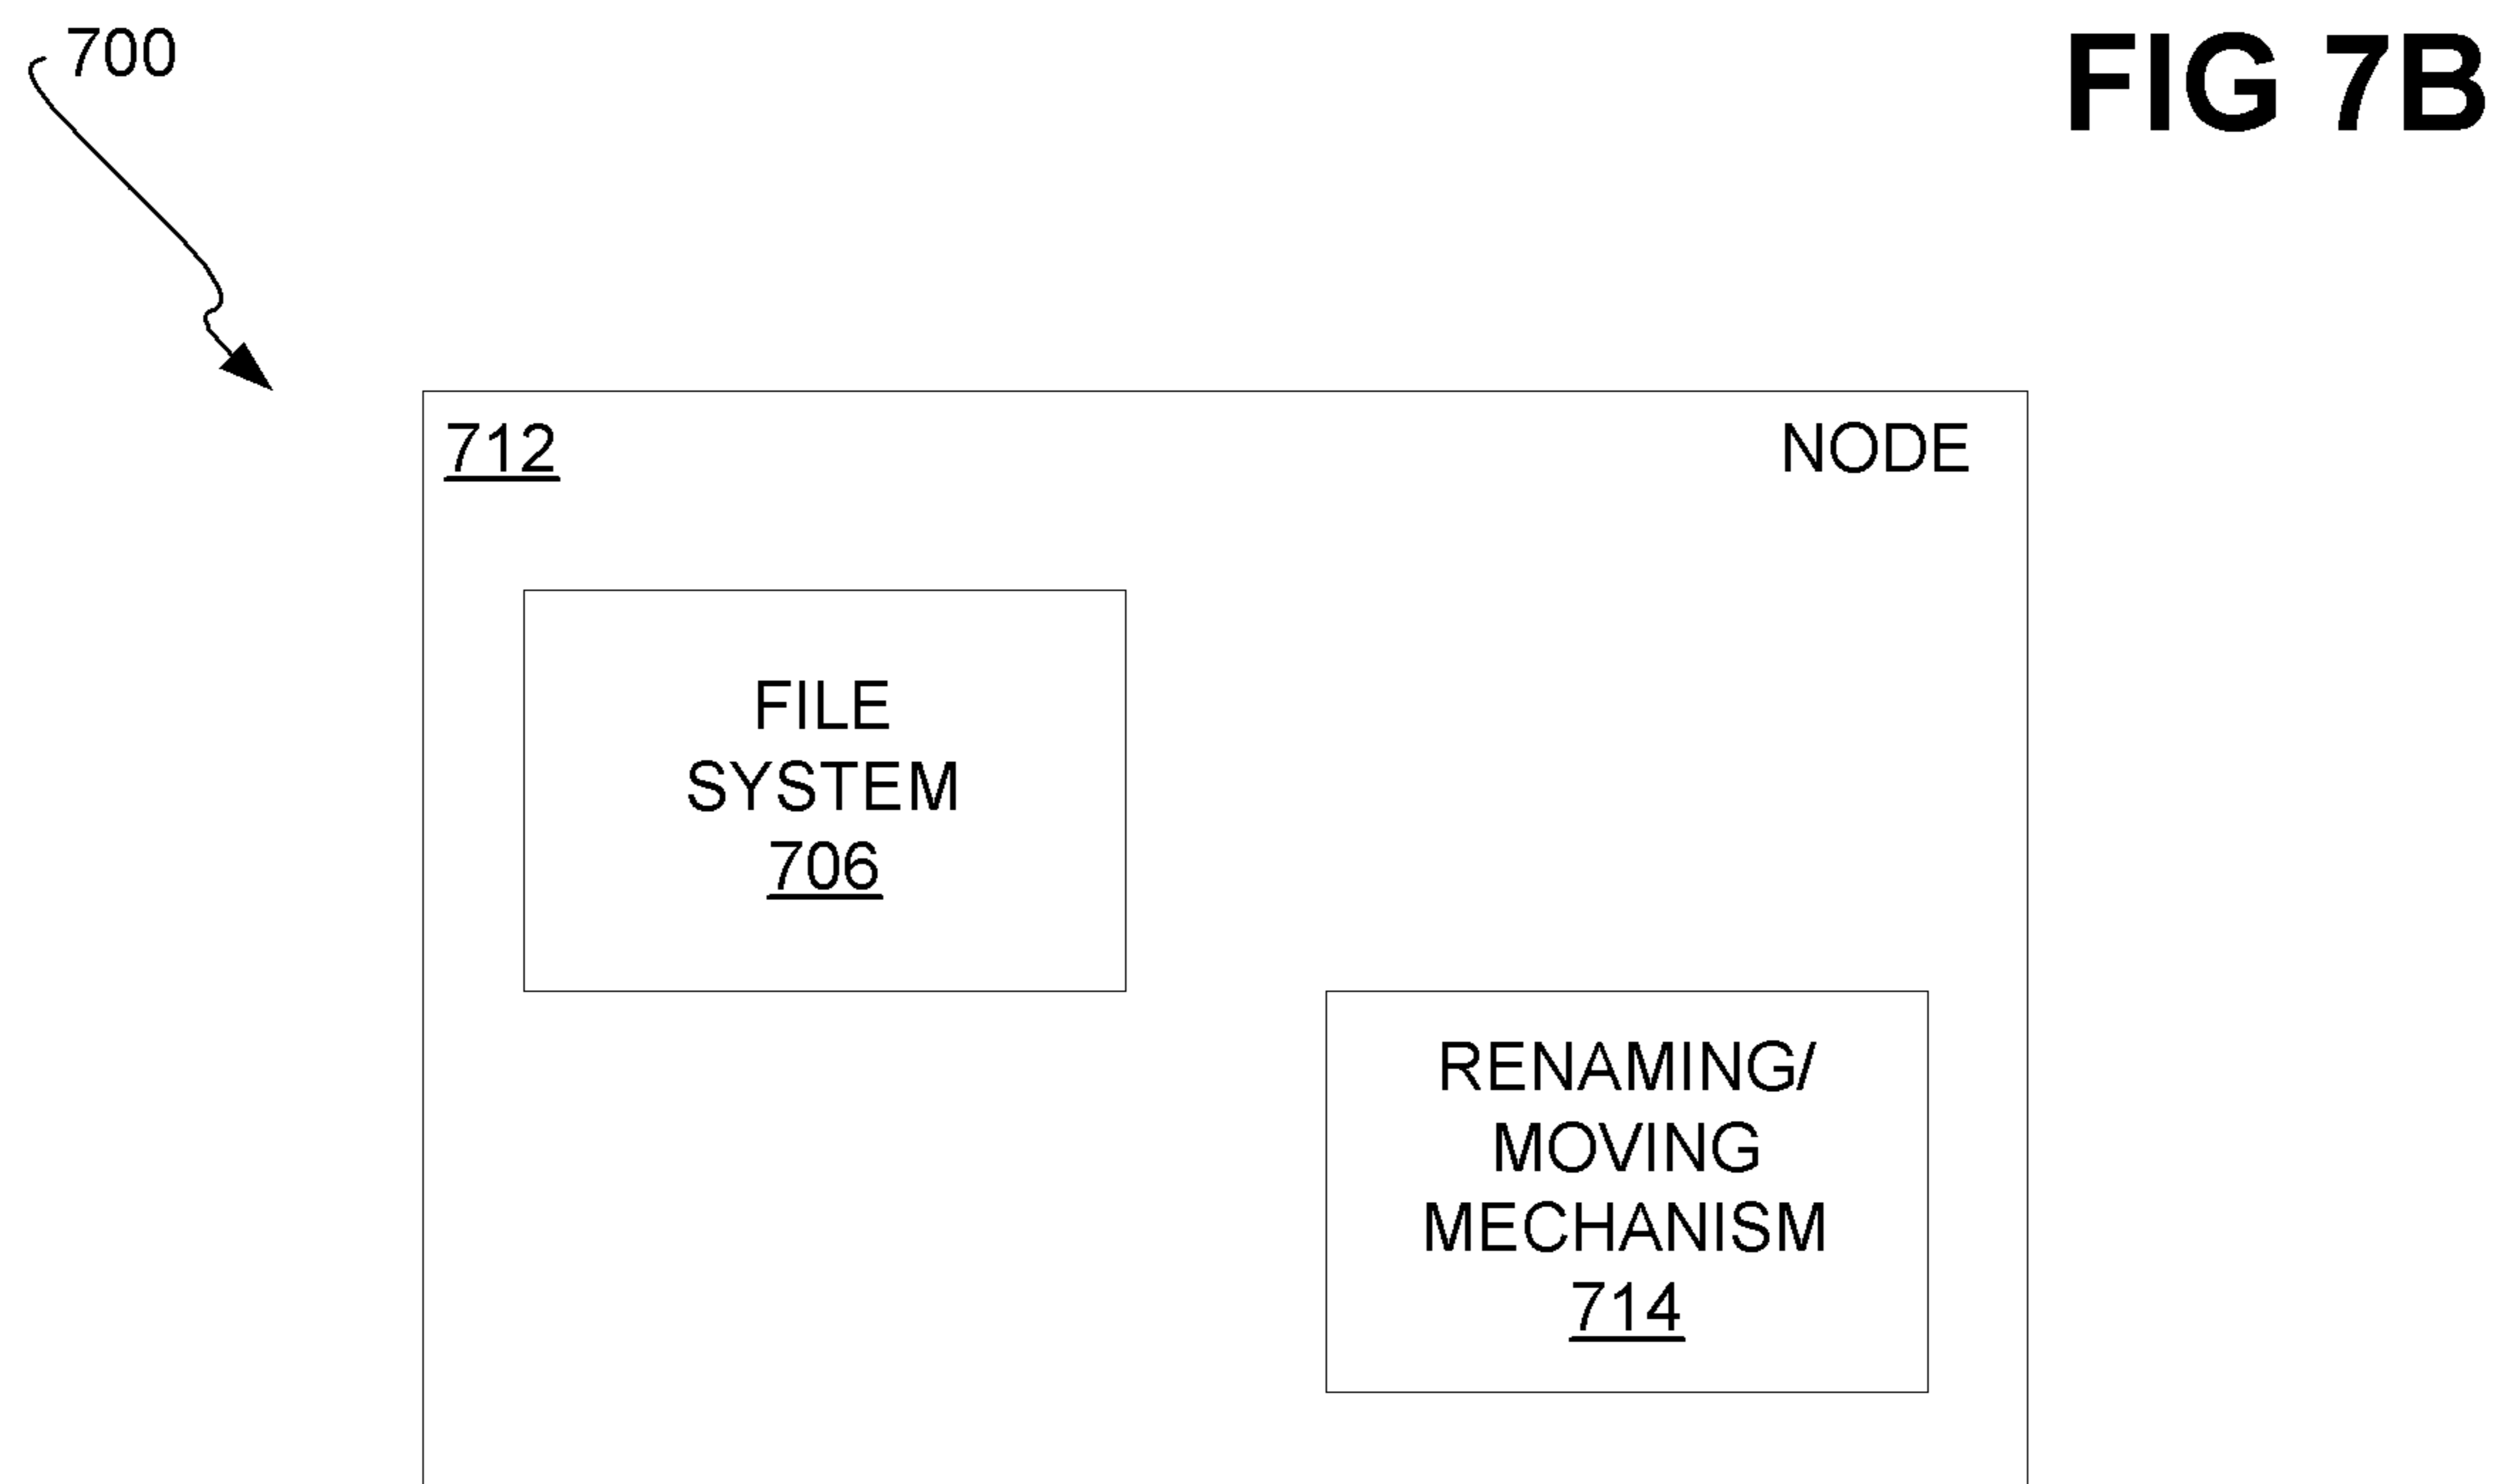 700
FIG 7B
712
NODE
FILE
SYSTEM
706
RENAMING/
MOVING
MECHANISM
714